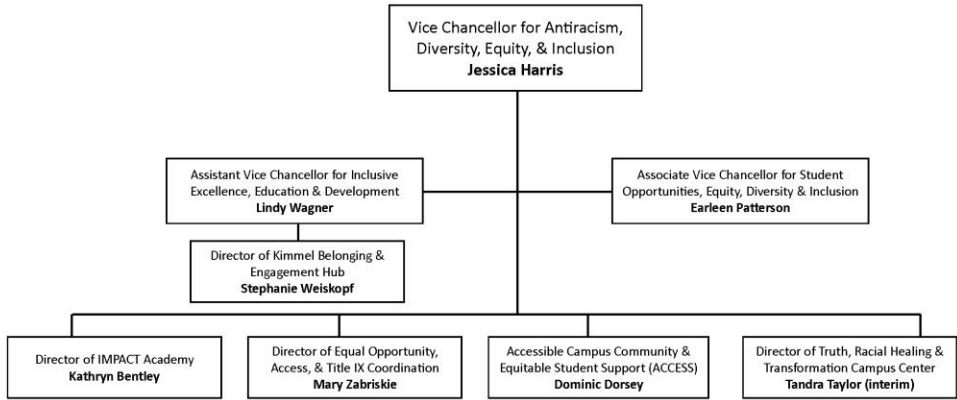 Vice Chancellor for Antiracism,
Diversity, Equity, & Inclusion
Jessica Harris
Assistant Vice Chancellor for Inclusive
Excellence, Education & Development
Lindy Wagner
Associate Vice Chancellor for Student
Opportunities, Equity, Diversity & Inclusion
Earleen Patterson
Director of Kimmel Belonging &
Engagement Hub
Stephanie Weiskopf
Director of IMPACT Academy
Kathryn Bentley
Director of Equal Opportunity,
Access, & Title IX Coordination
Mary Zabriskie
Accessible Campus Community &
Equitable Student Support (ACCESS)
Dominic Dorsey
Director of Truth, Racial Healing &
Transformation Campus Center
Tandra Taylor (interim)